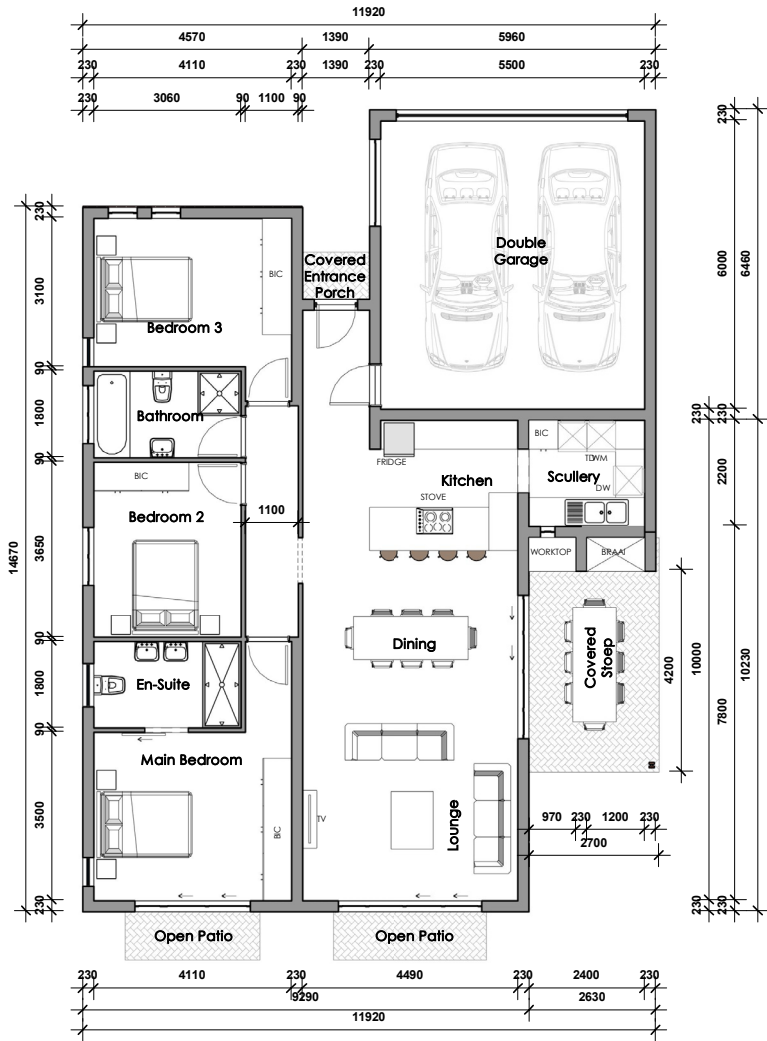 11920
4570 1390 5960
230 4110 230 1390 230 5500 230
230 3060 90 1100 90
230
6000
6460
230
230
3100
90
1800
90
3650
90
1800
90
3500
230
14670
Covered
Entrance
Porch
Double
Garage
BIC
Bedroom 3
Bathroom
BIC
Bedroom 2
1100
FRIDGE
Kitchen
STOVE
BIC
DW
Scullery
DW
WORKTOP
BRAAI
Dining
Covered
Stoep
4200
En-Suite
Main Bedroom
BIC
TV
Lounge
Open Patio
Open Patio
230
2200
7800
230
10000
230
10230
970 230 1200 230
2700
230 4110 230 4490 230 2400 230
9290 2630
11920